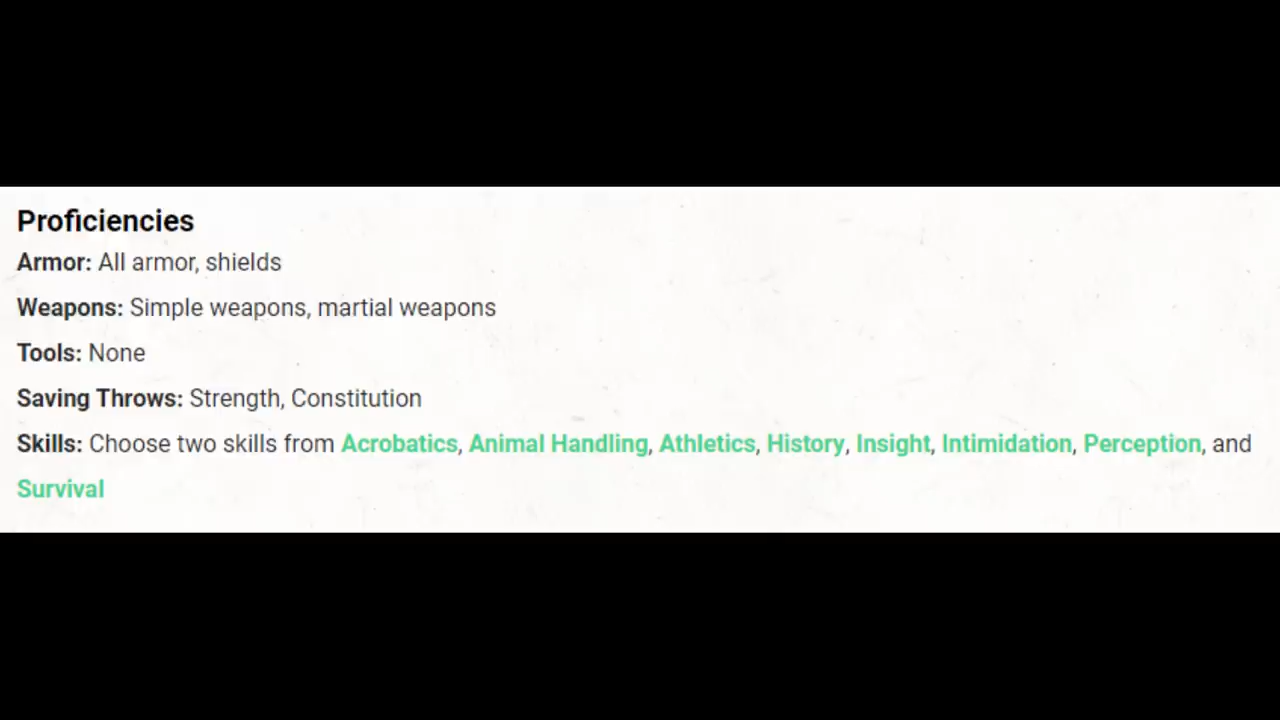 Proficiencies
Armor: All armor, shields
Weapons: Simple weapons, martial weapons
Tools: None
Saving Throws: Strength, Constitution
Skills: Choose two skills from Acrobatics, Animal Handling, Athletics, History, Insight, Intimidation, Perception, and
Survival